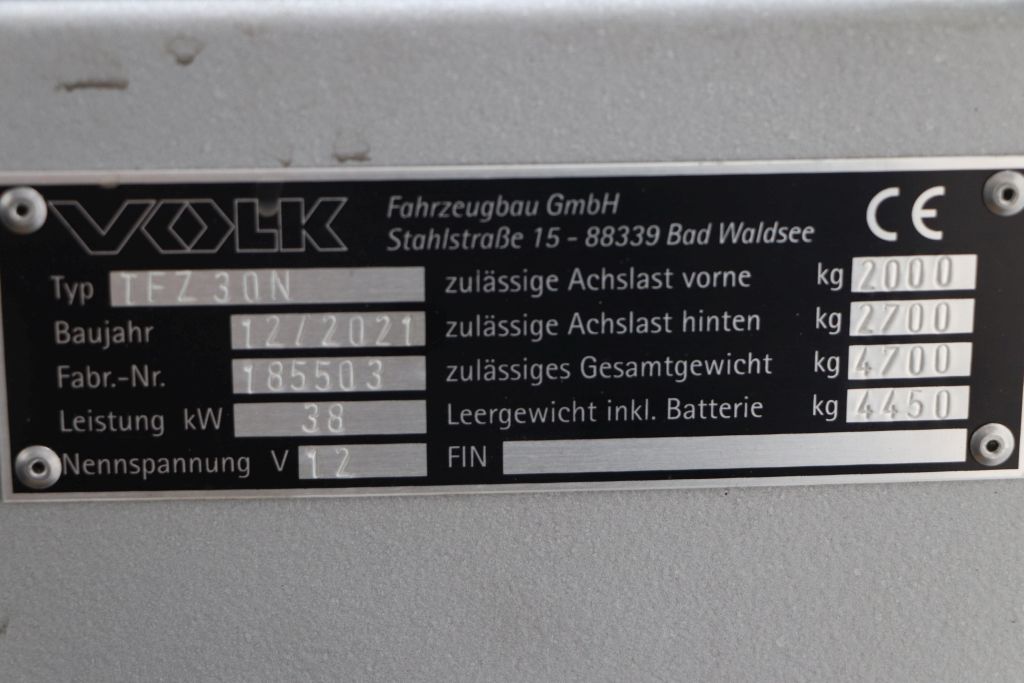 VOLK Fahrzeugbau GmbH
Stahlstraße 15 – 88339 Bad Waldsee CE
Typ TFZ 30N zulässige Achslast vorne kg 2000
Baujahr 12/2021 zulässige Achslast hinten kg 2700
Fabr.-Nr. 185503 zulässiges Gesamtgewicht kg 4700
Leistung kW 38 Leergewicht inkl. Batterie kg 4450
Nennspannung V 12 FIN